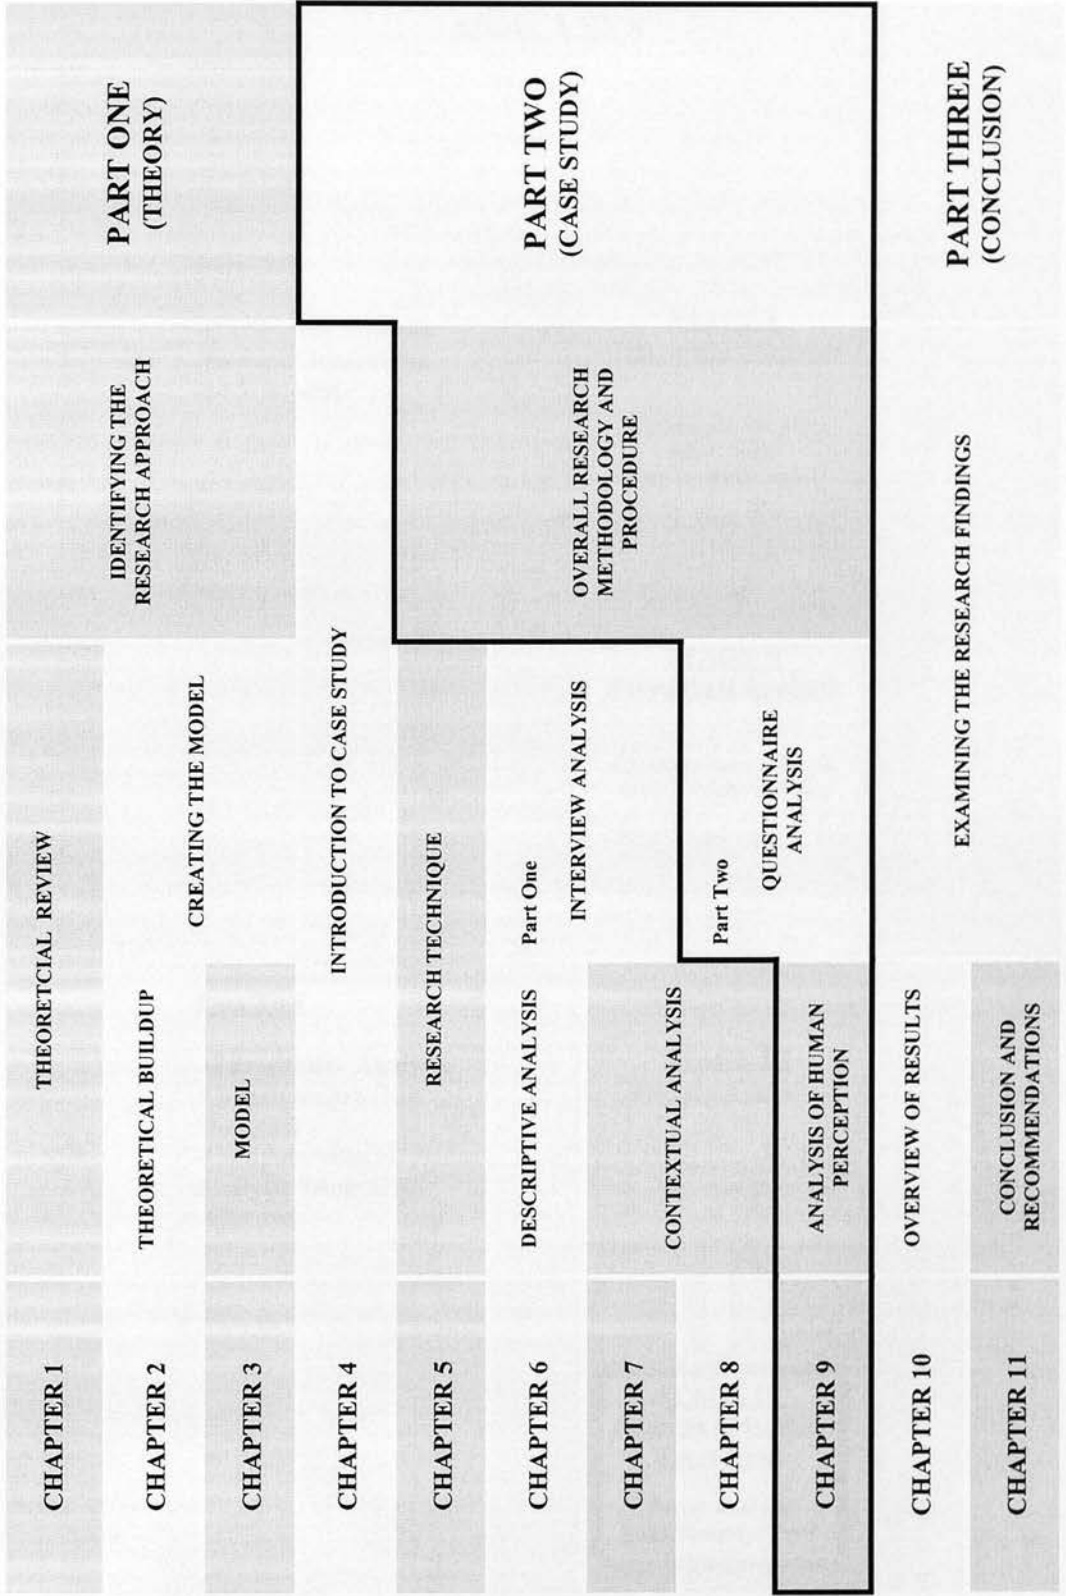 CHAPTER 1
THEORETCIAL REVIEW
IDENTIFYING THE
RESEARCH APPROACH
PART ONE
(THEORY)
CHAPTER 2
THEORETICAL BUILDUP
CREATING THE MODEL
CHAPTER 3
MODEL
CHAPTER 4
INTRODUCTION TO CASE STUDY
CHAPTER 5
RESEARCH TECHNIQUE
OVERALL RESEARCH
METHODOLOGY AND
PROCEDURE
PART TWO
(CASE STUDY)
CHAPTER 6
DESCRIPTIVE ANALYSIS
Part One
INTERVIEW ANALYSIS
CHAPTER 7
CONTEXTUAL ANALYSIS
CHAPTER 8
Part Two
QUESTIONNAIRE
ANALYSIS
CHAPTER 9
ANALYSIS OF HUMAN
PERCEPTION
CHAPTER 10
OVERVIEW OF RESULTS
EXAMINING THE RESEARCH FINDINGS
PART THREE
(CONCLUSION)
CHAPTER 11
CONCLUSION AND
RECOMMENDATIONS